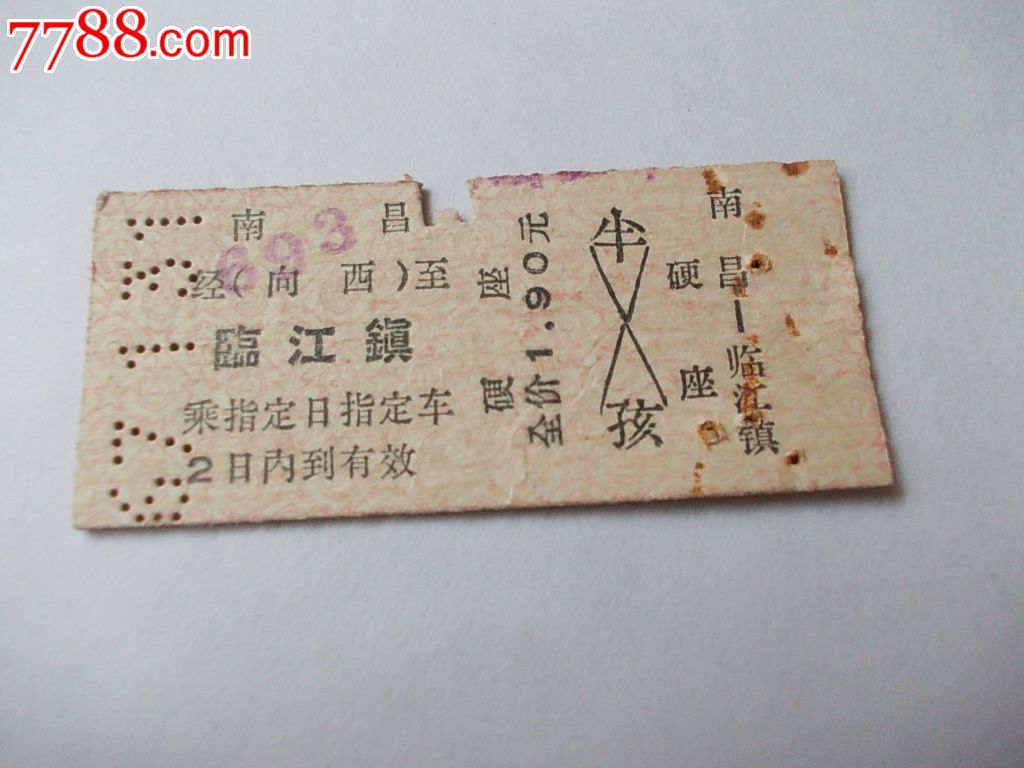 7788.com
南 昌
693
经(向 西)至
臨江鎮
乘指定日指定车
2日内到有效
硬 座
全价1.90元
半
孩
硬 座
南昌—临江镇